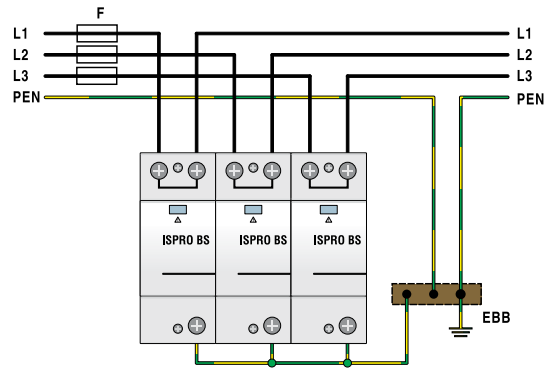 F
L1 L1
L2 L2
L3 L3
PEN PEN
ISPRO BS ISPRO BS ISPRO BS
EBB